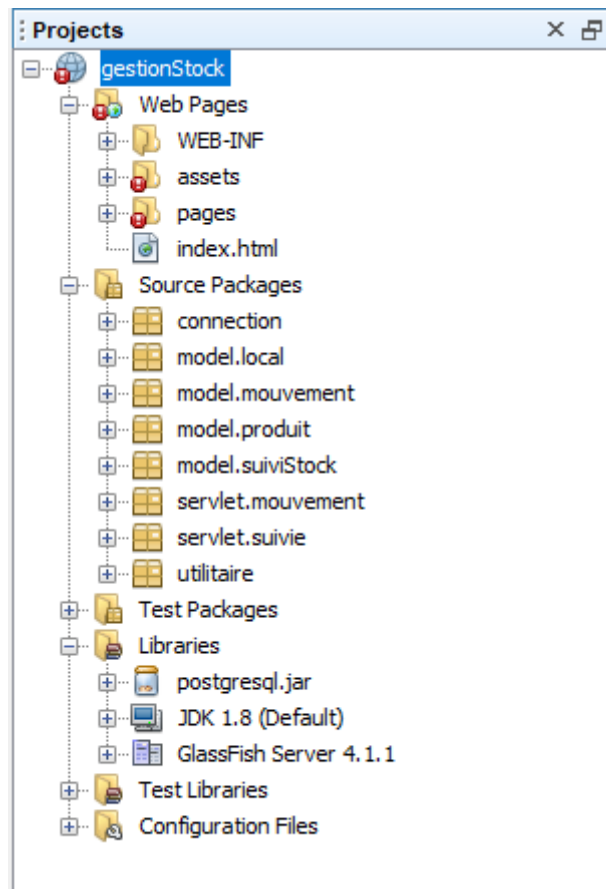 Projects
gestionStock
Web Pages
WEB-INF
assets
pages
index.html
Source Packages
connection
model.local
model.mouvement
model.produit
model.suiviStock
servlet.mouvement
servlet.suivie
utilitaire
Test Packages
Libraries
postgresql.jar
JDK 1.8 (Default)
GlassFish Server 4.1.1
Test Libraries
Configuration Files